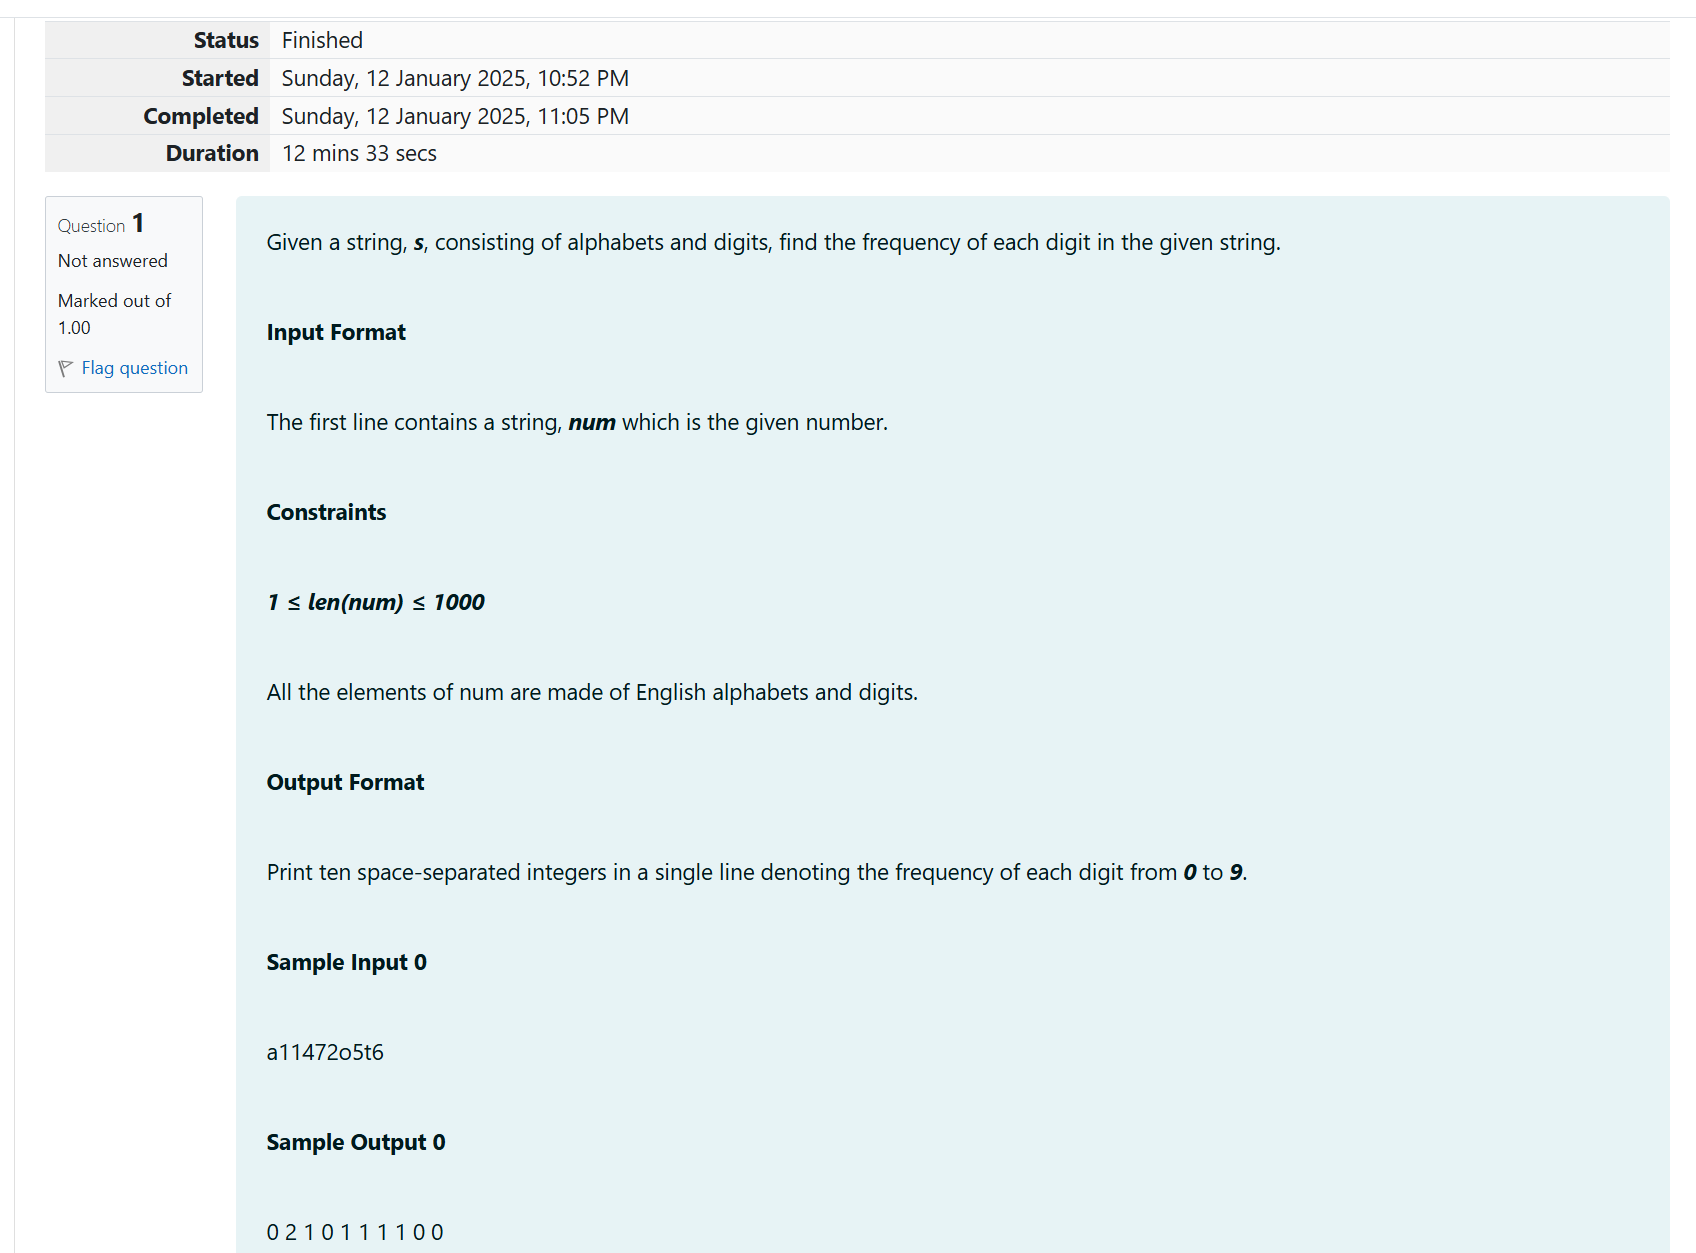 Status Finished
Started Sunday, 12 January 2025, 10:52 PM
Completed Sunday, 12 January 2025, 11:05 PM
Duration 12 mins 33 secs
Question 1
Not answered
Marked out of
1.00
Flag question
Given a string, s, consisting of alphabets and digits, find the frequency of each digit in the given string.
Input Format
The first line contains a string, num which is the given number.
Constraints
1 ≤ len(num) ≤ 1000
All the elements of num are made of English alphabets and digits.
Output Format
Print ten space-separated integers in a single line denoting the frequency of each digit from 0 to 9.
Sample Input 0
a11472o5t6
Sample Output 0
0 2 1 0 1 1 1 1 0 0